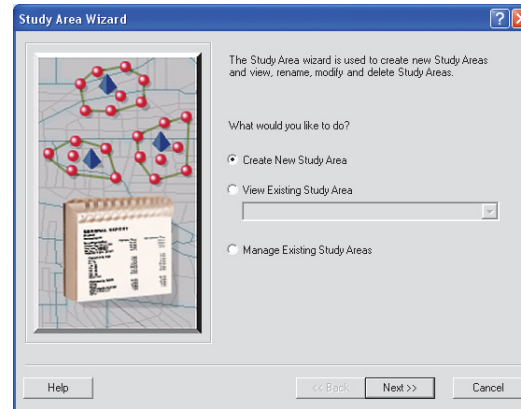 Study Area Wizard
The Study Area wizard is used to create new Study Areas
and view, rename, modify and delete Study Areas.
What would you like to do?
Create New Study Area
View Existing Study Area
Manage Existing Study Areas
Help
<< Back
Next >>
Cancel